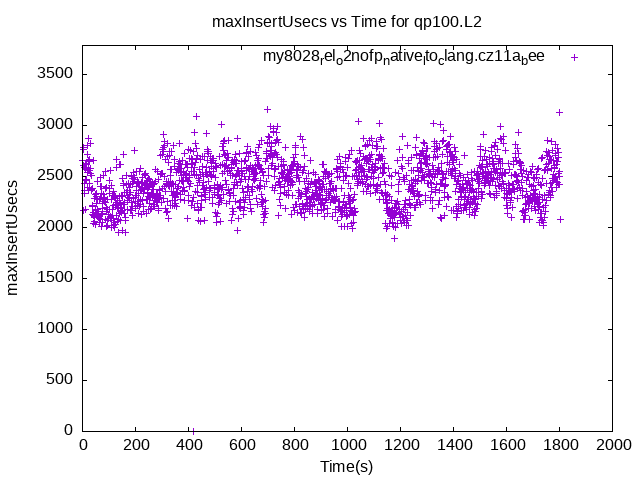 maxInsertUsecs vs Time for qp100.L2
my8028rel_o2nofp_native_lto_clang.cz11a_bee
3500
3000
2500
2000
1500
1000
500
0
maxInsertUsecs
0 200 400 600 800 1000 1200 1400 1600 1800 2000
Time(s)